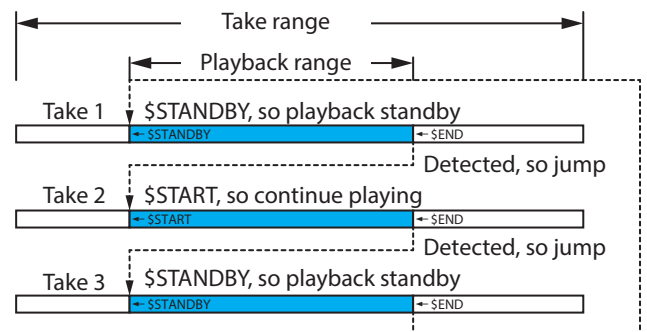 Take range
Playback range
Take 1 $STANDBY, so playback standby
$STANDBY $END
Detected, so jump
Take 2 $START, so continue playing
$START $END
Detected, so jump
Take 3 $STANDBY, so playback standby
$STANDBY $END